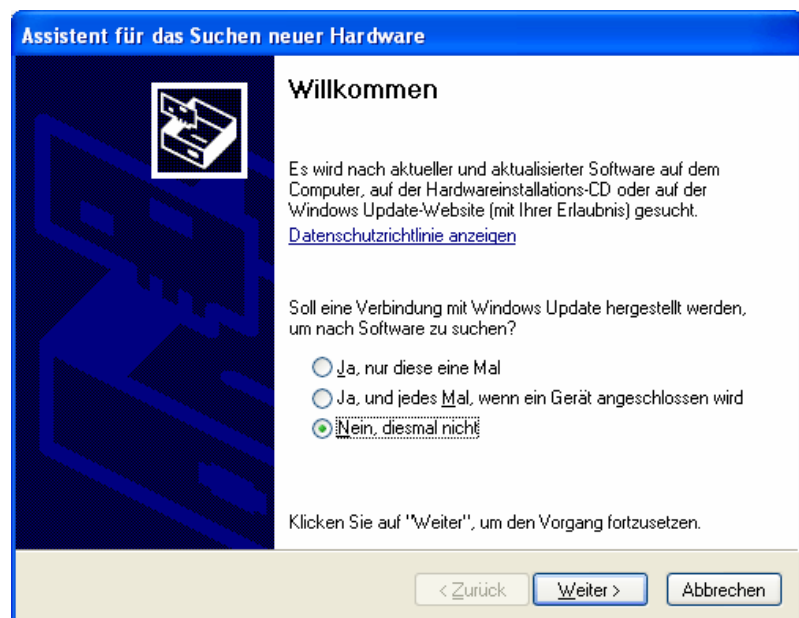 Assistent für das Suchen neuer Hardware
Willkommen
Es wird nach aktueller und aktualisierter Software auf dem
Computer, auf der Hardwareinstallations-CD oder auf der
Windows Update-Website (mit Ihrer Erlaubnis) gesucht.
Datenschutzrichtlinie anzeigen
Soll eine Verbindung mit Windows Update hergestellt werden,
um nach Software zu suchen?
Ja, nur diese eine Mal
Ja, und jedes Mal, wenn ein Gerät angeschlossen wird
Nein, diesmal nicht
Klicken Sie auf "Weiter", um den Vorgang fortzusetzen.
< Zurück Weiter > Abbrechen